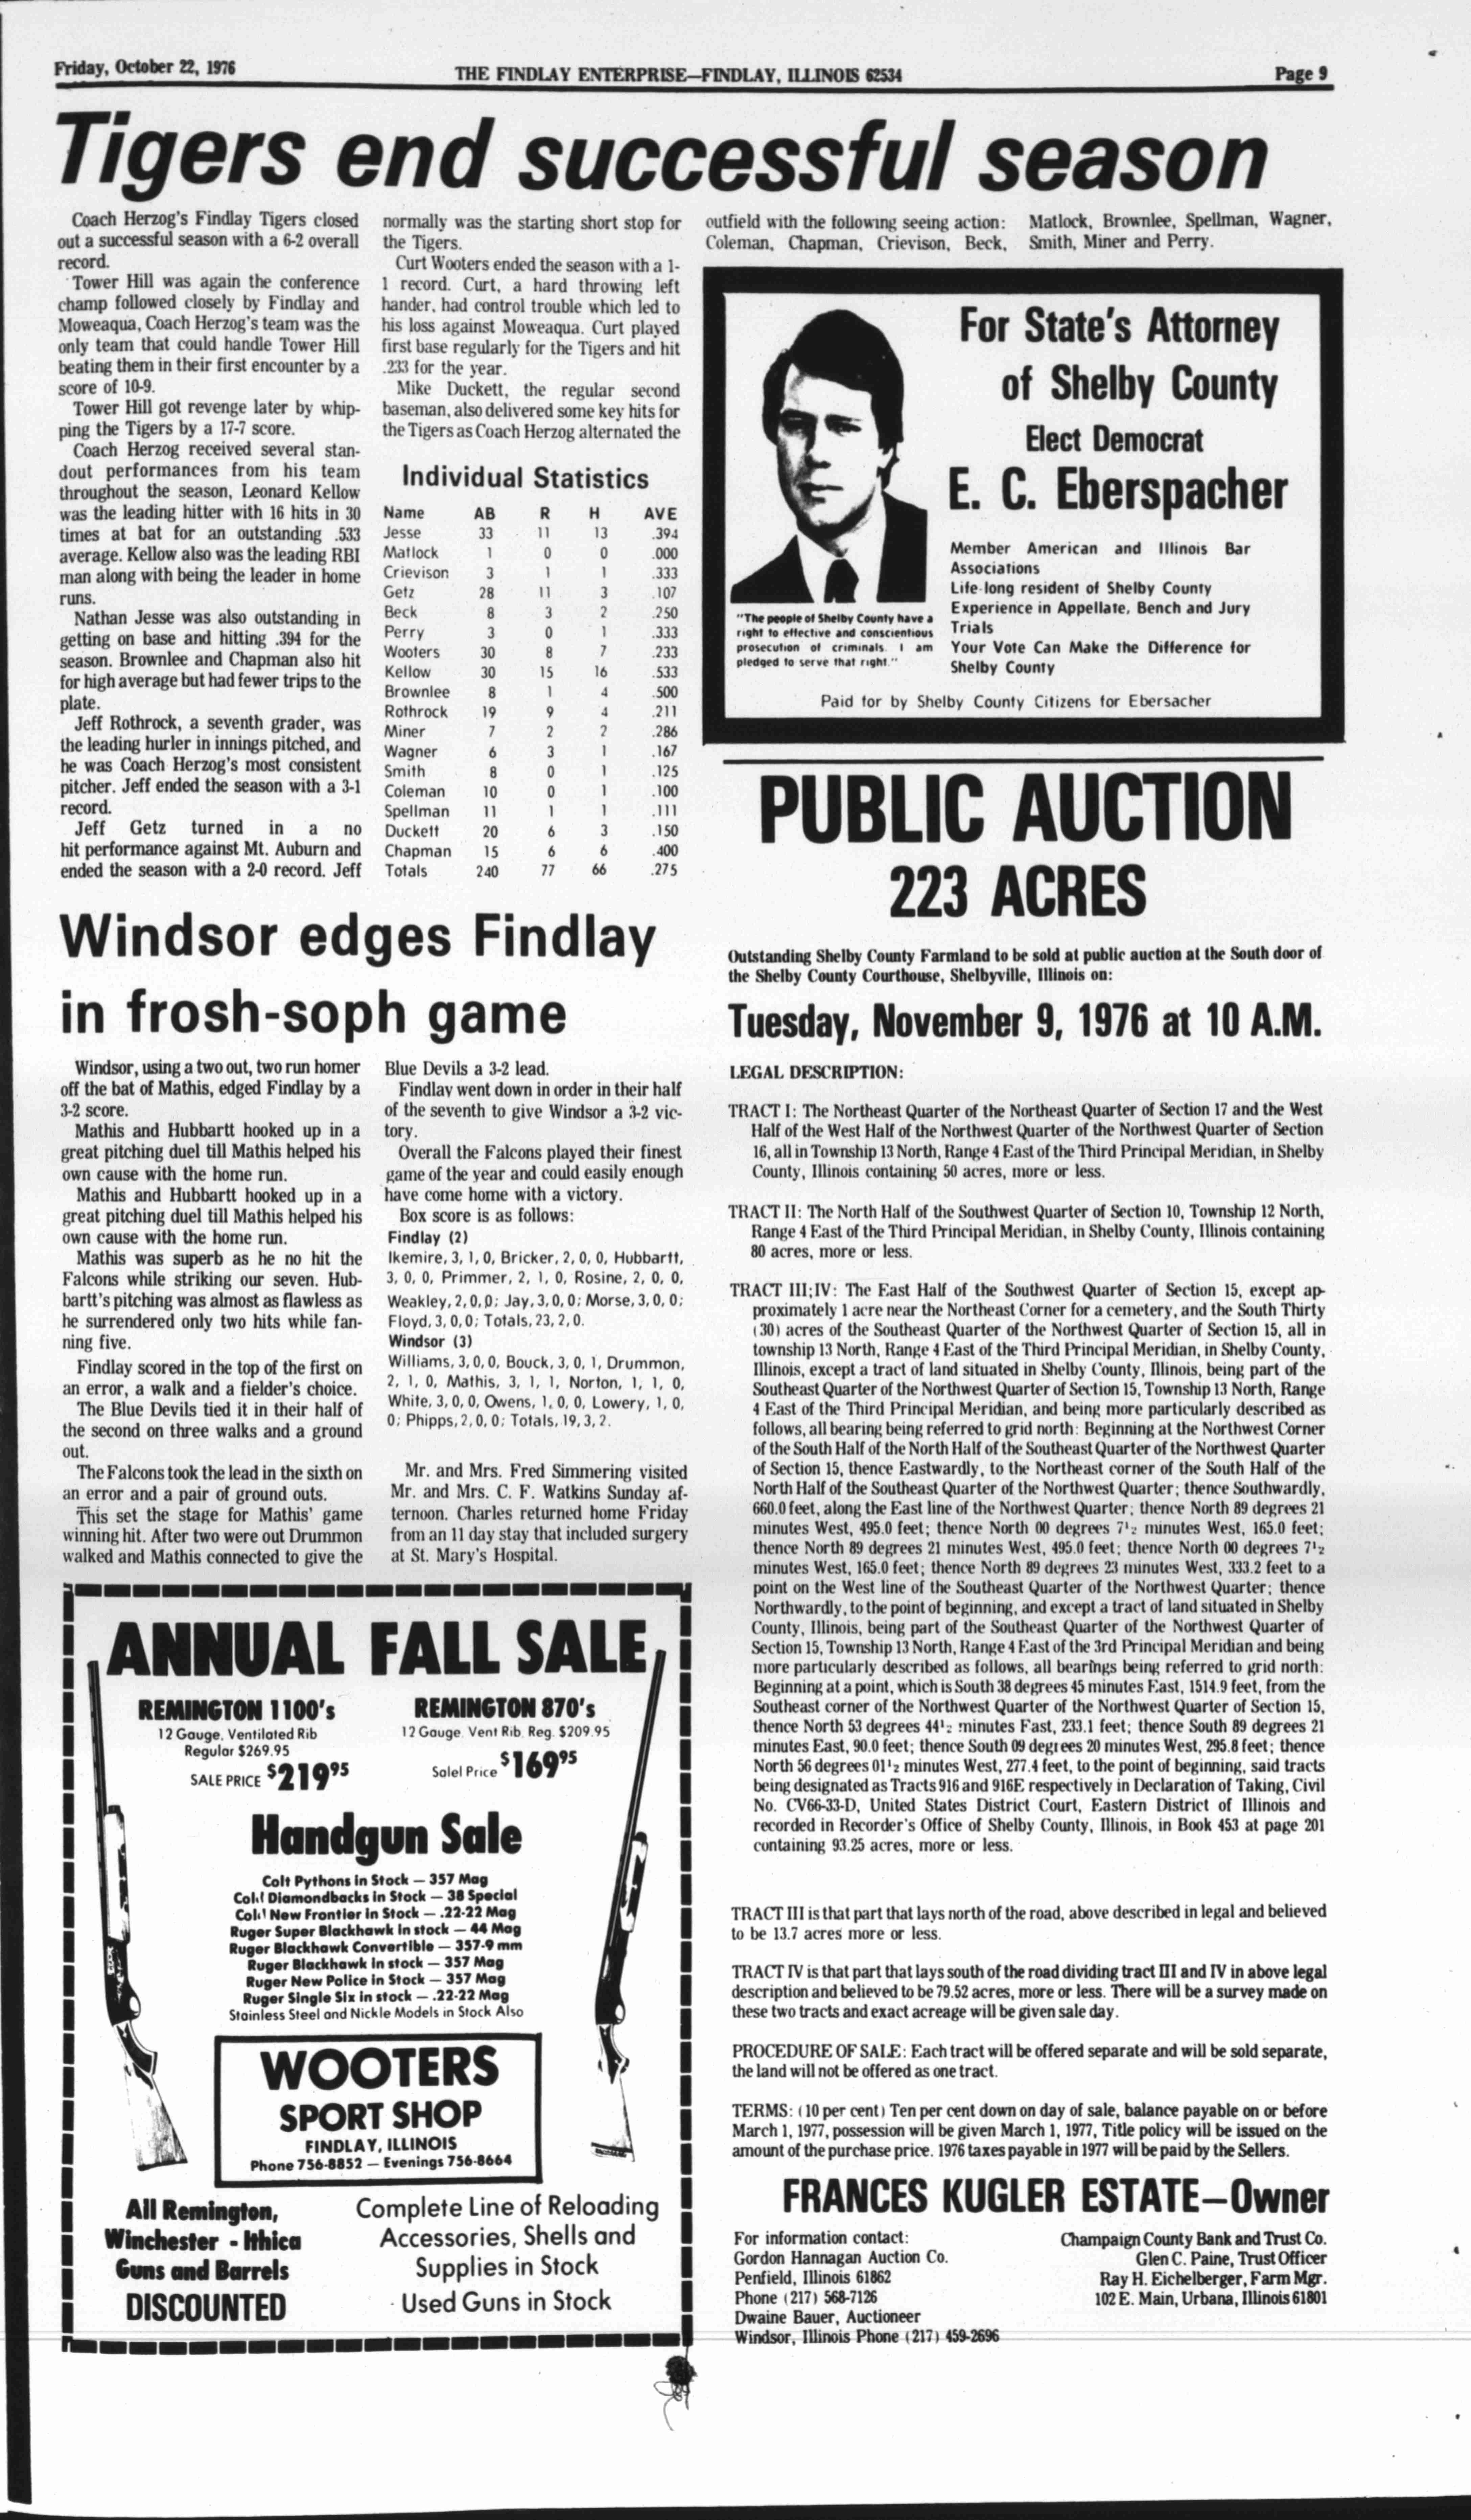 Friday, October 22, 1976
THE FINDLAY ENTERPRISE—FINDLAY, ILLINOIS 62534
Page 9
Tigers end successful season
Coach Herzog's Findlay Tigers closed
out a successful season with a 6-2 overall
record.
Tower Hill was again the conference
champ followed closely by Findlay and
Moweaqua, Coach Herzog's team was the
only team that could handle Tower Hill
beating them in their first encounter by a
score of 10-9.
Tower Hill got revenge later by whip-
ping the Tigers by a 17-7 score.
Coach Herzog received several stan-
dout performances from his team
throughout the season, Leonard Kellow
was the leading hitter with 16 hits in 30
times at bat for an outstanding .533
average. Kellow also was the leading RBI
man along with being the leader in home
runs.
Nathan Jesse was also outstanding in
getting on base and hitting .394 for the
season. Brownlee and Chapman also hit
for high average but had fewer trips to the
plate.
Jeff Rothrock, a seventh grader, was
the leading hurler in innings pitched, and
he was Coach Herzog's most consistent
pitcher. Jeff ended the season with a 3-1
record.
Jeff Getz turned in a no
hit performance against Mt. Auburn and
ended the season with a 2-0 record. Jeff
normally was the starting short stop for
the Tigers.
Curt Wooters ended the season with a 1-
1 record. Curt, a hard throwing left
hander, had control trouble which led to
his loss against Moweaqua. Curt played
first base regularly for the Tigers and hit
.233 for the year.
Mike Duckett, the regular second
baseman, also delivered some key hits for
the Tigers as Coach Herzog alternated the
outfield with the following seeing action:
Coleman, Chapman, Crievison, Beck,
Matlock, Brownlee, Spellman, Wagner,
Smith, Miner and Perry.
Individual Statistics
Name AB R H AVE
Jesse 33 11 13 .394
Matlock 1 0 0 .000
Crievison 3 1 1 .333
Getz 28 11 3 .107
Beck 8 3 2 .250
Perry 3 0 1 .333
Wooters 30 8 7 .233
Kellow 30 15 16 .533
Brownlee 8 1 4 .500
Rothrock 19 9 4 .211
Miner 7 2 2 .286
Wagner 6 3 1 .167
Smith 8 0 1 .125
Coleman 10 0 1 .100
Spellman 11 1 1 .111
Duckett 20 6 3 .150
Chapman 15 6 6 .400
Totals 240 77 66 .275
For State's Attorney
of Shelby County
Elect Democrat
E. C. Eberspacher
Member American and Illinois Bar
Associations
Life-long resident of Shelby County
Experience in Appellate, Bench and Jury
Trials
Your Vote Can Make the Difference for
Shelby County
"The people of Shelby County have a
right to effective and conscientious
prosecution of criminals. I am
pledged to serve that right."
Paid for by Shelby County Citizens for Ebersacher
Windsor edges Findlay
in frosh-soph game
Windsor, using a two out, two run homer
off the bat of Mathis, edged Findlay by a
3-2 score.
Mathis and Hubbartt hooked up in a
great pitching duel till Mathis helped his
own cause with the home run.
Mathis and Hubbartt hooked up in a
great pitching duel till Mathis helped his
own cause with the home run.
Mathis was superb as he no hit the
Falcons while striking our seven. Hub-
bartt's pitching was almost as flawless as
he surrendered only two hits while fan-
ning five.
Findlay scored in the top of the first on
an error, a walk and a fielder's choice.
The Blue Devils tied it in their half of
the second on three walks and a ground
out.
The Falcons took the lead in the sixth on
an error and a pair of ground outs.
This set the stage for Mathis' game
winning hit. After two were out Drummon
walked and Mathis connected to give the
Blue Devils a 3-2 lead.
Findlay went down in order in their half
of the seventh to give Windsor a 3-2 vic-
tory.
Overall the Falcons played their finest
game of the year and could easily enough
have come home with a victory.
Box score is as follows:
Findlay (2)
Ikemire, 3, 1, 0, Bricker, 2, 0, 0, Hubbartt,
3, 0, 0, Primmer, 2, 1, 0, Rosine, 2, 0, 0,
Weakley, 2, 0, 0; Jay, 3, 0, 0; Morse, 3, 0, 0;
Floyd, 3, 0, 0; Totals, 23, 2, 0.
Windsor (3)
Williams, 3, 0, 0, Bouck, 3, 0, 1, Drummon,
2, 1, 0, Mathis, 3, 1, 1, Norton, 1, 1, 0,
White, 3, 0, 0, Owens, 1, 0, 0, Lowery, 1, 0,
0; Phipps, 2, 0, 0; Totals, 19, 3, 2.
Mr. and Mrs. Fred Simmering visited
Mr. and Mrs. C. F. Watkins Sunday af-
ternoon. Charles returned home Friday
from an 11 day stay that included surgery
at St. Mary's Hospital.
ANNUAL FALL SALE
REMINGTON 1100's
12 Gauge, Ventilated Rib
Regular $269.95
SALE PRICE $219⁹⁵
REMINGTON 870's
12 Gauge Vent Rib Reg. $209.95
Salel Price $169⁹⁵
Handgun Sale
Colt Pythons in Stock — 357 Mag
Colt Diamondbacks in Stock — 38 Special
Colt New Frontier in Stock — .22-22 Mag
Ruger Super Blackhawk in stock — 44 Mag
Ruger Blackhawk Convertible — 357-9 mm
Ruger Blackhawk in stock — 357 Mag
Ruger New Police in Stock — 357 Mag
Ruger Single Six in stock — .22-22 Mag
Stainless Steel and Nickle Models in Stock Also
WOOTERS
SPORT SHOP
FINDLAY, ILLINOIS
Phone 756-8852 — Evenings 756-8664
All Remington,
Winchester - Ithica
Guns and Barrels
DISCOUNTED
Complete Line of Reloading
Accessories, Shells and
Supplies in Stock
Used Guns in Stock
PUBLIC AUCTION
223 ACRES
Outstanding Shelby County Farmland to be sold at public auction at the South door of
the Shelby County Courthouse, Shelbyville, Illinois on:
Tuesday, November 9, 1976 at 10 A.M.
LEGAL DESCRIPTION:
TRACT I: The Northeast Quarter of the Northeast Quarter of Section 17 and the West
Half of the West Half of the Northwest Quarter of the Northwest Quarter of Section
16, all in Township 13 North, Range 4 East of the Third Principal Meridian, in Shelby
County, Illinois containing 50 acres, more or less.
TRACT II: The North Half of the Southwest Quarter of Section 10, Township 12 North,
Range 4 East of the Third Principal Meridian, in Shelby County, Illinois containing
80 acres, more or less.
TRACT III;IV: The East Half of the Southwest Quarter of Section 15, except ap-
proximately 1 acre near the Northeast Corner for a cemetery, and the South Thirty
(30) acres of the Southeast Quarter of the Northwest Quarter of Section 15, all in
township 13 North, Range 4 East of the Third Principal Meridian, in Shelby County,
Illinois, except a tract of land situated in Shelby County, Illinois, being part of the
Southeast Quarter of the Northwest Quarter of Section 15, Township 13 North, Range
4 East of the Third Principal Meridian, and being more particularly described as
follows, all bearing being referred to grid north: Beginning at the Northwest Corner
of the South Half of the North Half of the Southeast Quarter of the Northwest Quarter
of Section 15, thence Eastwardly, to the Northeast corner of the South Half of the
North Half of the Southeast Quarter of the Northwest Quarter; thence Southwardly,
660.0 feet, along the East line of the Northwest Quarter; thence North 89 degrees 21
minutes West, 495.0 feet; thence North 00 degrees 7½ minutes West, 165.0 feet;
thence North 89 degrees 21 minutes West, 495.0 feet; thence North 00 degrees 7½
minutes West, 165.0 feet; thence North 89 degrees 23 minutes West, 333.2 feet to a
point on the West line of the Southeast Quarter of the Northwest Quarter; thence
Northwardly, to the point of beginning, and except a tract of land situated in Shelby
County, Illinois, being part of the Southeast Quarter of the Northwest Quarter of
Section 15, Township 13 North, Range 4 East of the 3rd Principal Meridian and being
more particularly described as follows, all bearings being referred to grid north:
Beginning at a point, which is South 38 degrees 45 minutes East, 1514.9 feet, from the
Southeast corner of the Northwest Quarter of the Northwest Quarter of Section 15,
thence North 53 degrees 44½ minutes East, 233.1 feet; thence South 89 degrees 21
minutes East, 90.0 feet; thence South 09 degrees 20 minutes West, 295.8 feet; thence
North 56 degrees 01½ minutes West, 277.4 feet, to the point of beginning, said tracts
being designated as Tracts 916 and 916E respectively in Declaration of Taking, Civil
No. CV66-33-D, United States District Court, Eastern District of Illinois and
recorded in Recorder's Office of Shelby County, Illinois, in Book 453 at page 201
containing 93.25 acres, more or less.
TRACT III is that part that lays north of the road, above described in legal and believed
to be 13.7 acres more or less.
TRACT IV is that part that lays south of the road dividing tract III and IV in above legal
description and believed to be 79.52 acres, more or less. There will be a survey made on
these two tracts and exact acreage will be given sale day.
PROCEDURE OF SALE: Each tract will be offered separate and will be sold separate,
the land will not be offered as one tract.
TERMS: (10 per cent) Ten per cent down on day of sale, balance payable on or before
March 1, 1977, possession will be given March 1, 1977, Title policy will be issued on the
amount of the purchase price. 1976 taxes payable in 1977 will be paid by the Sellers.
FRANCES KUGLER ESTATE—Owner
For information contact:
Gordon Hannagan Auction Co.
Penfield, Illinois 61862
Phone (217) 568-7126
Dwaine Bauer, Auctioneer
Windsor, Illinois Phone (217) 459-2696
Champaign County Bank and Trust Co.
Glen C. Paine, Trust Officer
Ray H. Eichelberger, Farm Mgr.
102 E. Main, Urbana, Illinois 61801